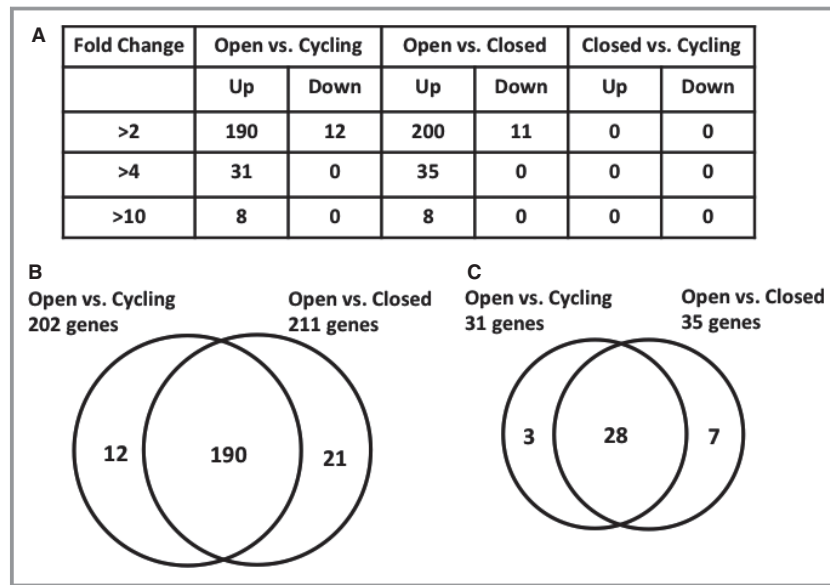 A
Fold Change Open vs. Cycling Open vs. Closed Closed vs. Cycling
Up Down Up Down Up Down
>2 190 12 200 11 0 0
>4 31 0 35 0 0 0
>10 8 0 8 0 0 0
B
Open vs. Cycling
202 genes
Open vs. Closed
211 genes
12 190 21
C
Open vs. Cycling
31 genes
Open vs. Closed
35 genes
3 28 7